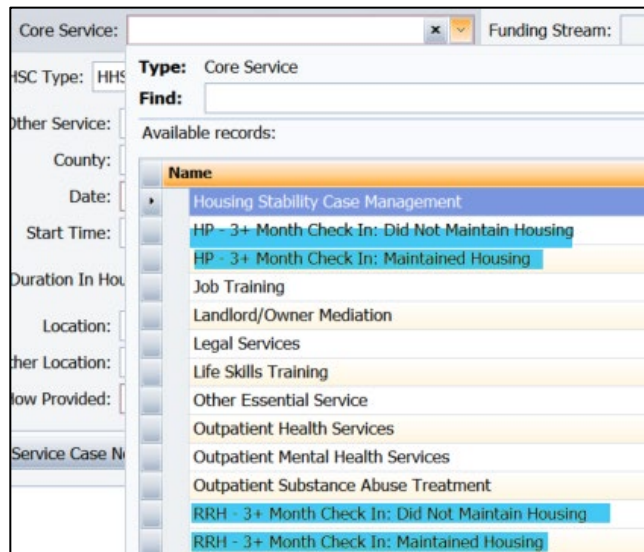 Core Service:
Funding Stream:
HSC Type: HHS
Type: Core Service
Find:
Other Service:
Available records:
County:
Name
Date:
Housing Stability Case Management
Start Time:
HP - 3+ Month Check In: Did Not Maintain Housing
HP - 3+ Month Check In: Maintained Housing
Duration In Hou
Job Training
Landlord/Owner Mediation
Location:
Legal Services
ther Location:
Life Skills Training
How Provided:
Other Essential Service
Outpatient Health Services
Service Case No
Outpatient Mental Health Services
Outpatient Substance Abuse Treatment
RRH - 3+ Month Check In: Did Not Maintain Housing
RRH - 3+ Month Check In: Maintained Housing